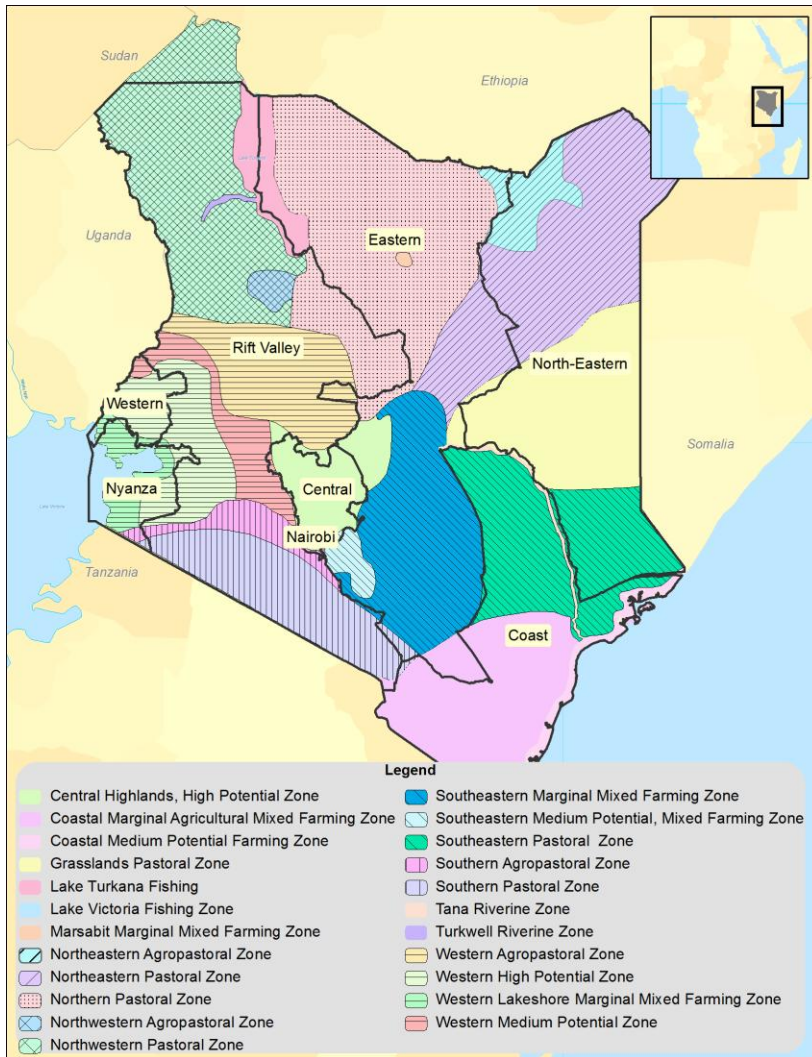 Sudan
Ethiopia
Uganda
Eastern
Rift Valley
North-Eastern
Western
Somalia
Nyanza
Central
Nairobi
Tanzania
Coast
Legend
Central Highlands, High Potential Zone
Coastal Marginal Agricultural Mixed Farming Zone
Coastal Medium Potential Farming Zone
Grasslands Pastoral Zone
Lake Turkana Fishing
Lake Victoria Fishing Zone
Marsabit Marginal Mixed Farming Zone
Northeastern Agropastoral Zone
Northeastern Pastoral Zone
Northern Pastoral Zone
Northwestern Agropastoral Zone
Northwestern Pastoral Zone
Southeastern Marginal Mixed Farming Zone
Southeastern Medium Potential, Mixed Farming Zone
Southeastern Pastoral Zone
Southern Agropastoral Zone
Southern Pastoral Zone
Tana Riverine Zone
Turkwell Riverine Zone
Western Agropastoral Zone
Western High Potential Zone
Western Lakeshore Marginal Mixed Farming Zone
Western Medium Potential Zone